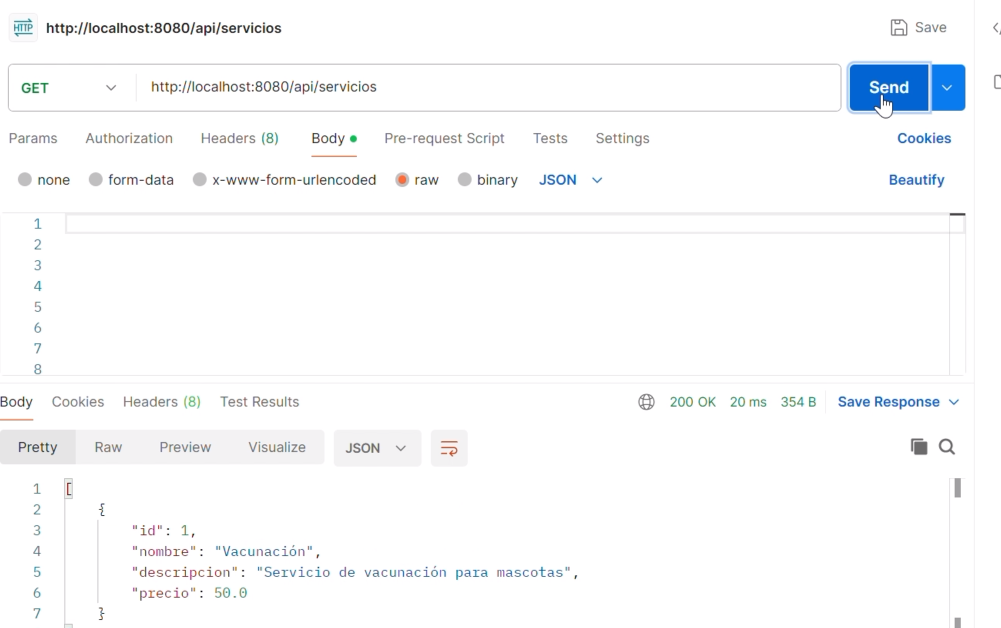 HTTP http://localhost:8080/api/servicios Save
GET http://localhost:8080/api/servicios Send
Params Authorization Headers (8) Body Pre-request Script Tests Settings Cookies
none form-data x-www-form-urlencoded raw binary JSON Beautify
1
2
3
4
5
6
7
8
Body Cookies Headers (8) Test Results 200 OK 20 ms 354 B Save Response
Pretty Raw Preview Visualize JSON
1 [
2 {
3 "id": 1,
4 "nombre": "Vacunación",
5 "descripcion": "Servicio de vacunación para mascotas",
6 "precio": 50.0
7 }